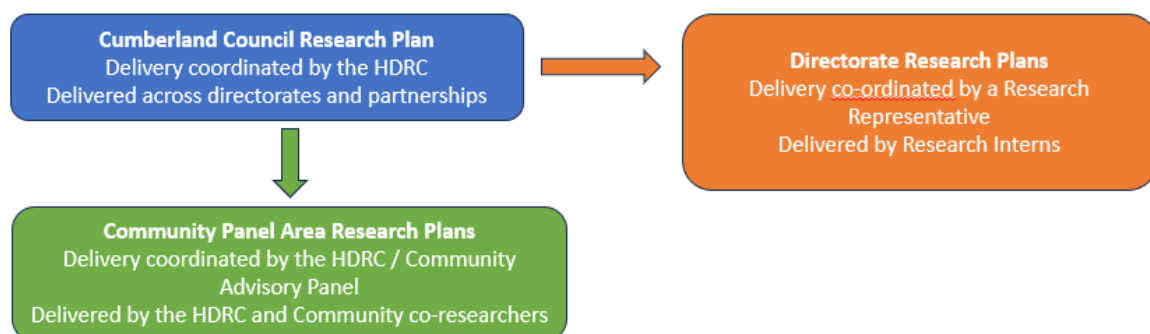 Cumberland Council Research Plan
Delivery coordinated by the HDRC
Delivered across directorates and partnerships
Directorate Research Plans
Delivery co-ordinated by a Research
Representative
Delivered by Research Interns
Community Panel Area Research Plans
Delivery coordinated by the HDRC / Community
Advisory Panel
Delivered by the HDRC and Community co-researchers